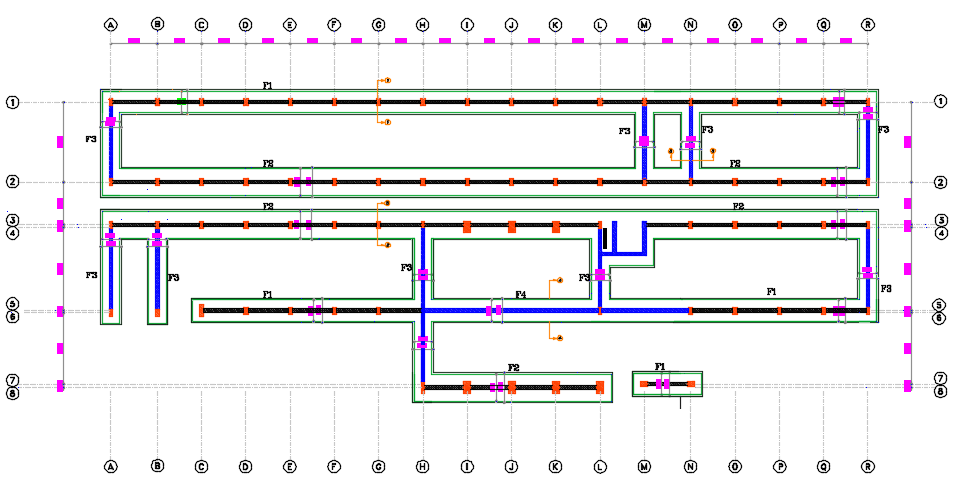 A B C D E F G H I J K L M N O P Q R
F1
1 1
F3 F3 F3 F3
F2 F2
2 2
F2 F2
3 3
4 4
F3 F3 F3 F3 F3
F1 F4 F1
5 5
6 6
F2 F1
7 7
8 8
A B C D E F G H I J K L M N O P Q R